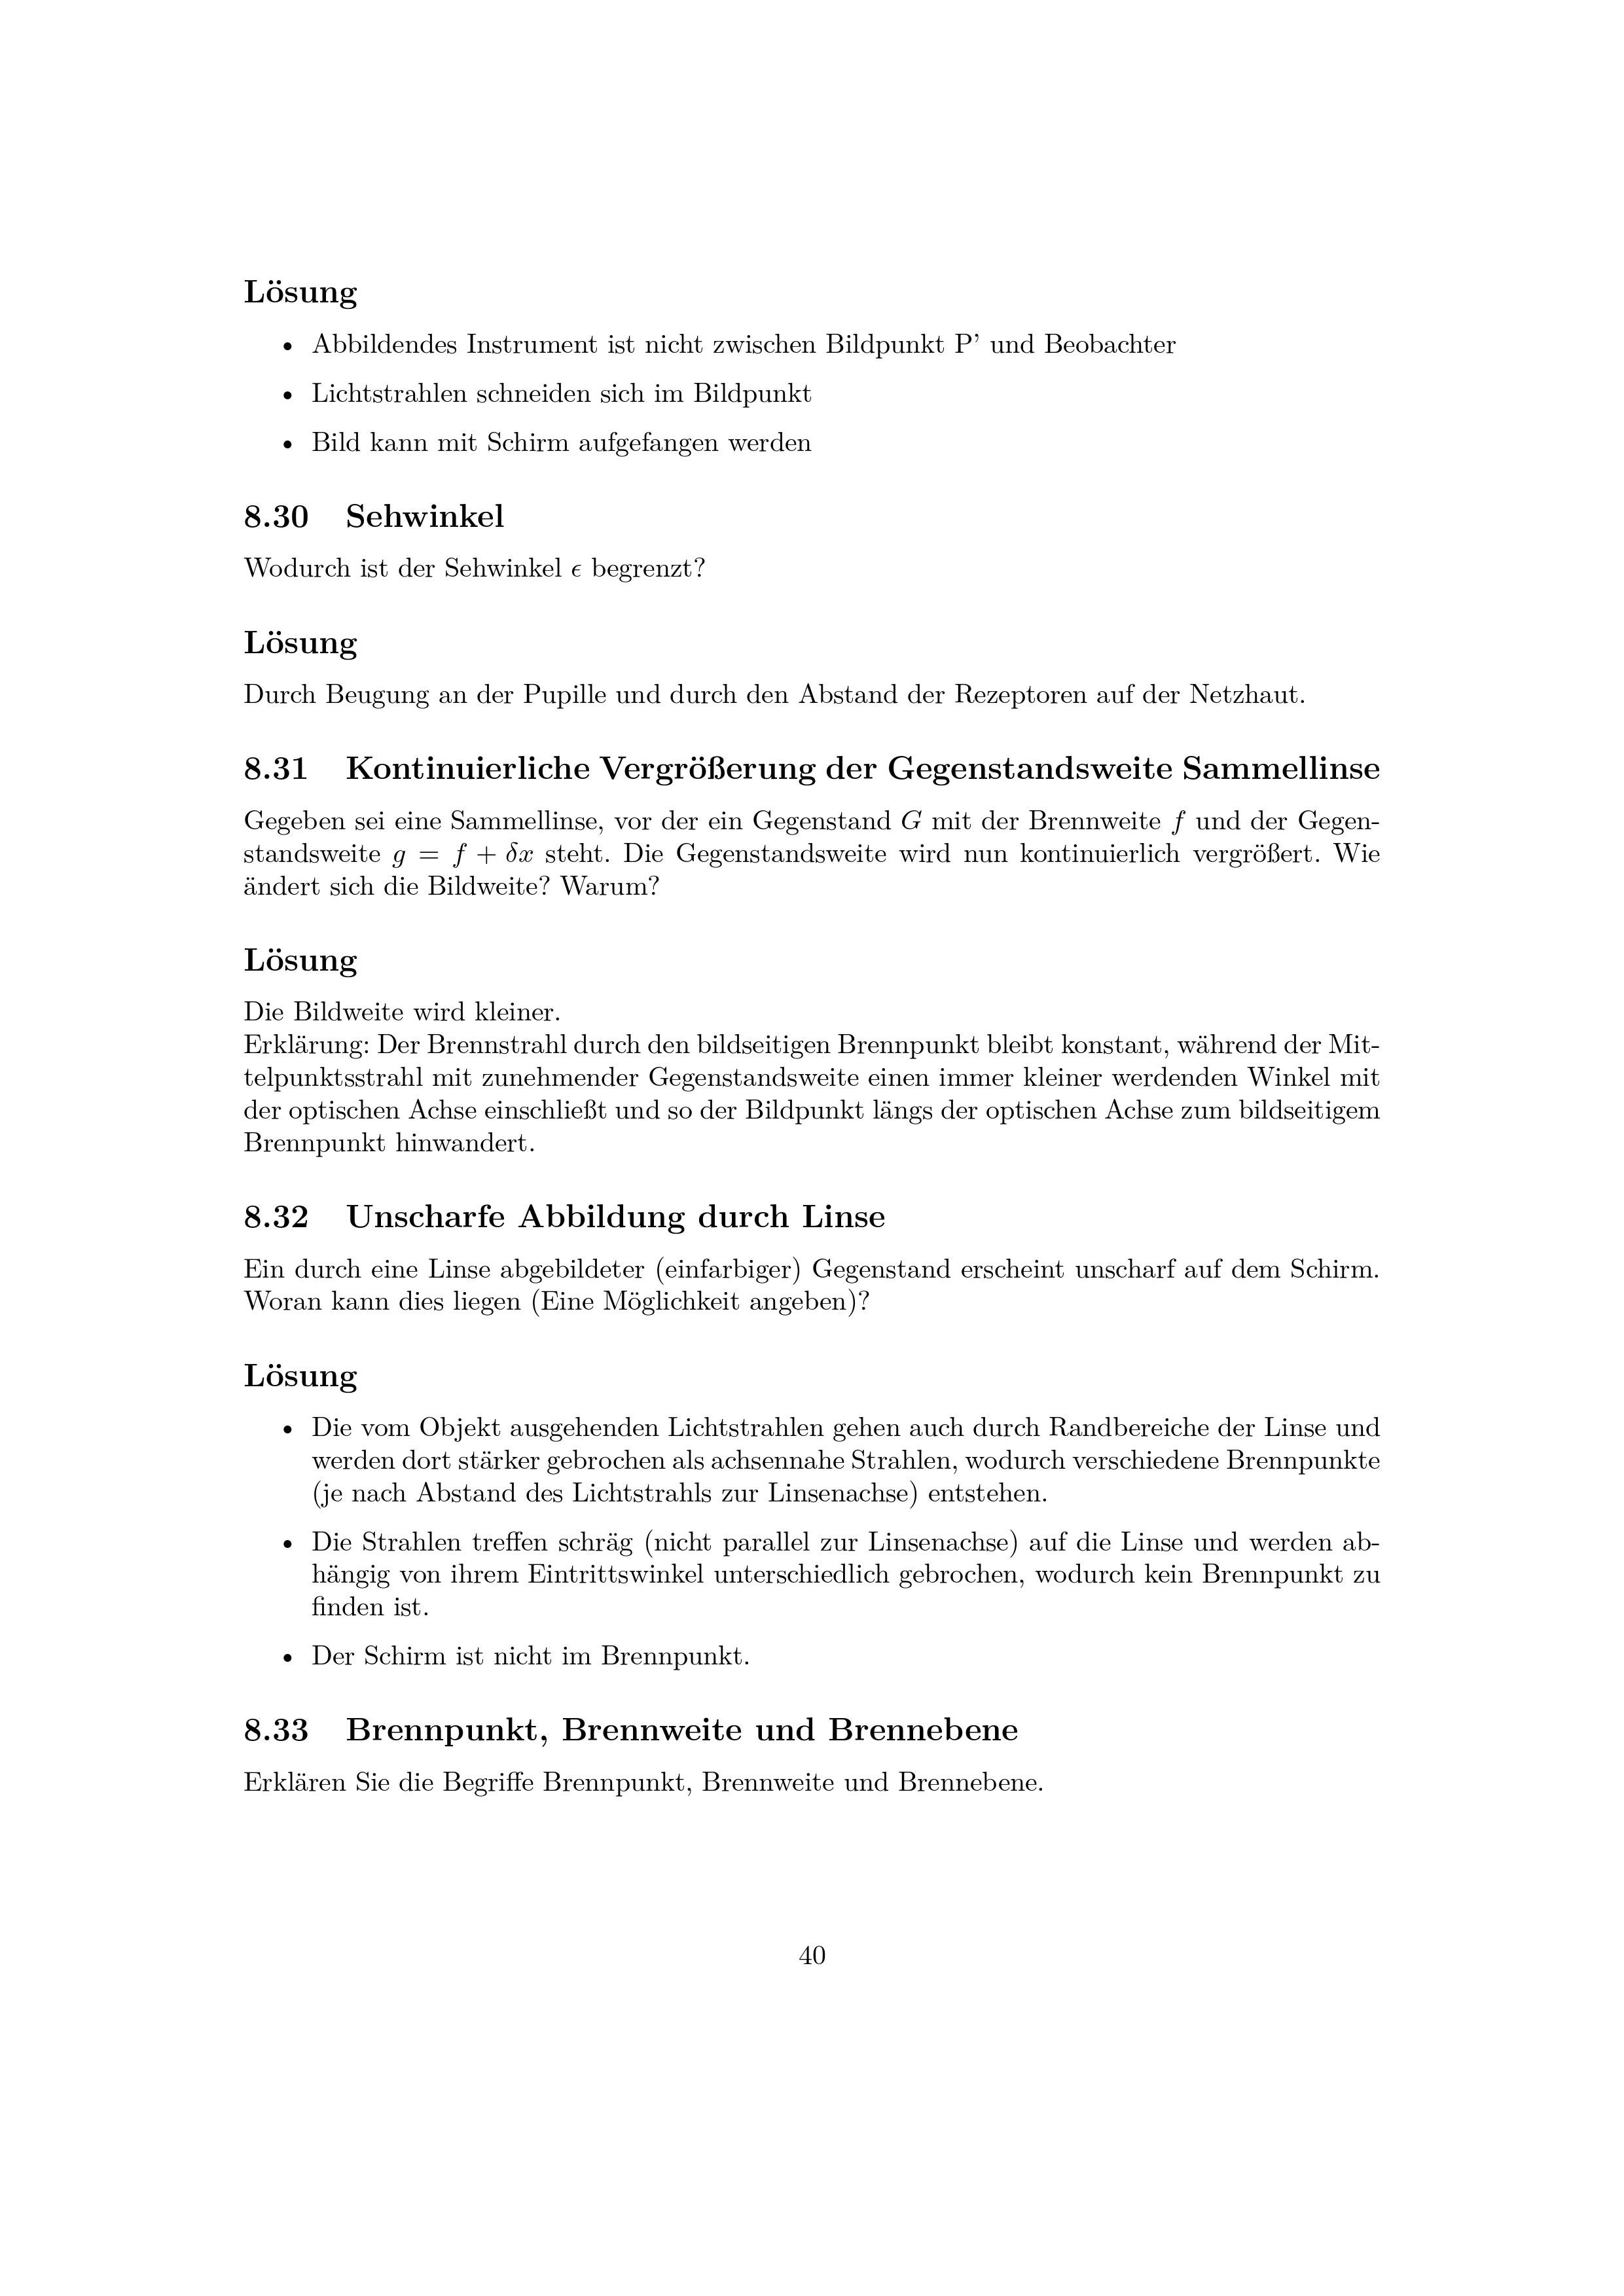 Lösung
• Abbildendes Instrument ist nicht zwischen Bildpunkt P' und Beobachter
• Lichtstrahlen schneiden sich im Bildpunkt
• Bild kann mit Schirm aufgefangen werden
8.30 Sehwinkel
Wodurch ist der Sehwinkel ϵ begrenzt?
Lösung
Durch Beugung an der Pupille und durch den Abstand der Rezeptoren auf der Netzhaut.
8.31 Kontinuierliche Vergrößerung der Gegenstandsweite Sammellinse
Gegeben sei eine Sammellinse, vor der ein Gegenstand G mit der Brennweite f und der Gegen-
standsweite g = f + δx steht. Die Gegenstandsweite wird nun kontinuierlich vergrößert. Wie
ändert sich die Bildweite? Warum?
Lösung
Die Bildweite wird kleiner.
Erklärung: Der Brennstrahl durch den bildseitigen Brennpunkt bleibt konstant, während der Mit-
telpunktsstrahl mit zunehmender Gegenstandsweite einen immer kleiner werdenden Winkel mit
der optischen Achse einschließt und so der Bildpunkt längs der optischen Achse zum bildseitigem
Brennpunkt hinwandert.
8.32 Unscharfe Abbildung durch Linse
Ein durch eine Linse abgebildeter (einfarbiger) Gegenstand erscheint unscharf auf dem Schirm.
Woran kann dies liegen (Eine Möglichkeit angeben)?
Lösung
• Die vom Objekt ausgehenden Lichtstrahlen gehen auch durch Randbereiche der Linse und
werden dort stärker gebrochen als achsennahe Strahlen, wodurch verschiedene Brennpunkte
(je nach Abstand des Lichtstrahls zur Linsenachse) entstehen.
• Die Strahlen treffen schräg (nicht parallel zur Linsenachse) auf die Linse und werden ab-
hängig von ihrem Eintrittswinkel unterschiedlich gebrochen, wodurch kein Brennpunkt zu
finden ist.
• Der Schirm ist nicht im Brennpunkt.
8.33 Brennpunkt, Brennweite und Brennebene
Erklären Sie die Begriffe Brennpunkt, Brennweite und Brennebene.
40